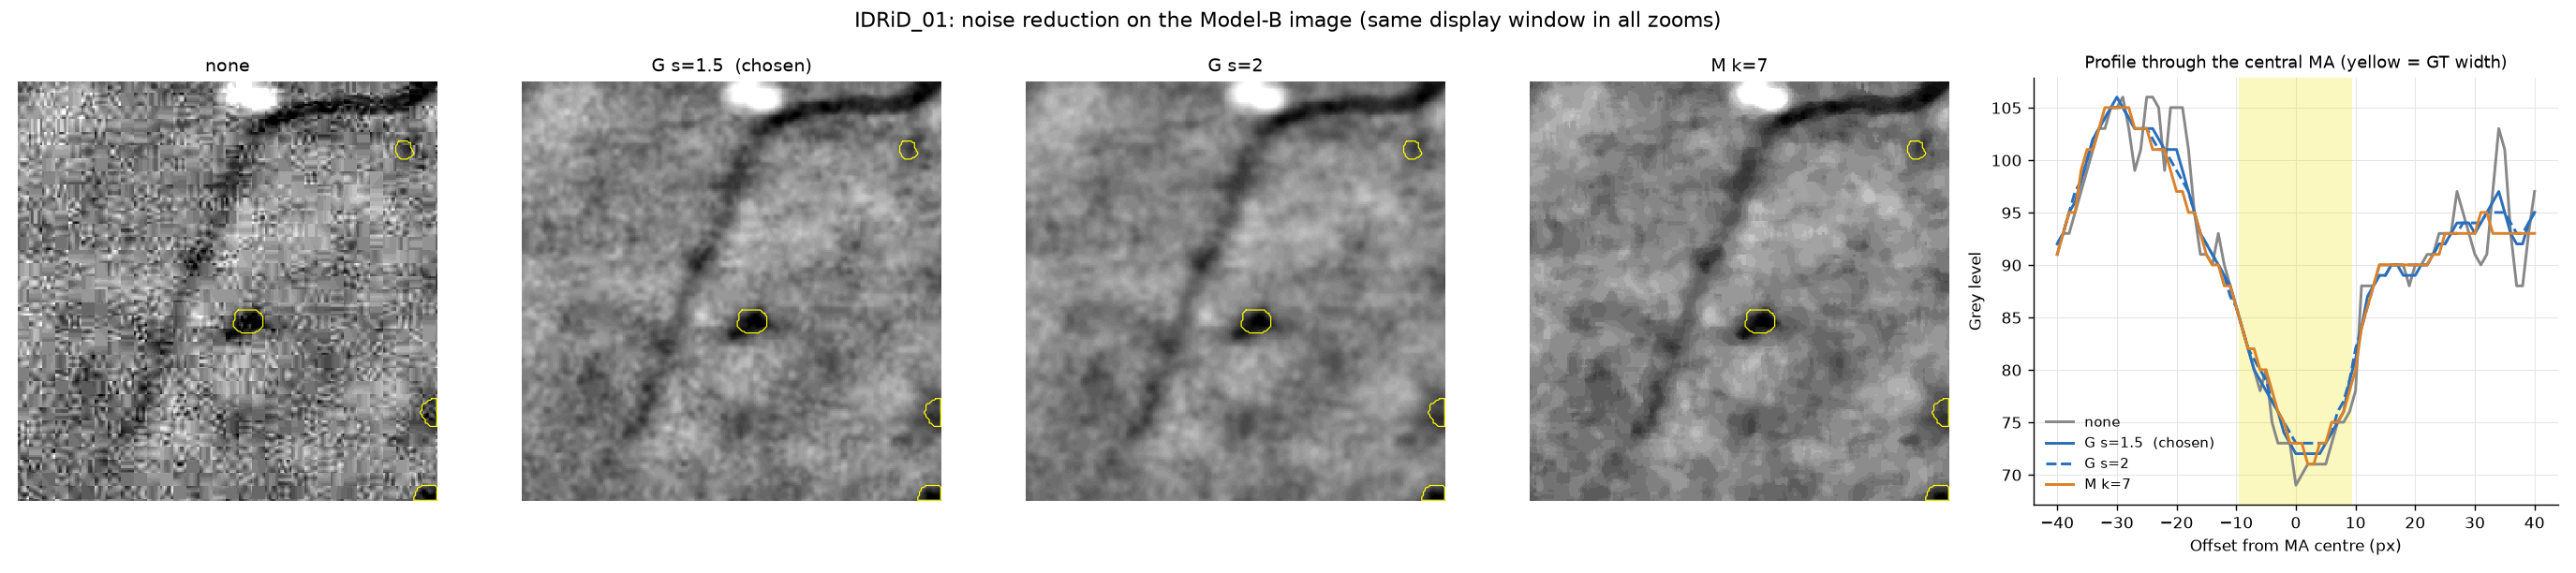 IDRiD_01: noise reduction on the Model-B image (same display window in all zooms)
none
G s=1.5  (chosen)
G s=2
M k=7
Profile through the central MA (yellow = GT width)
Grey level
105
100
95
90
85
80
75
70
none
G s=1.5  (chosen)
G s=2
M k=7
−40
−30
−20
−10
0
10
20
30
40
Offset from MA centre (px)